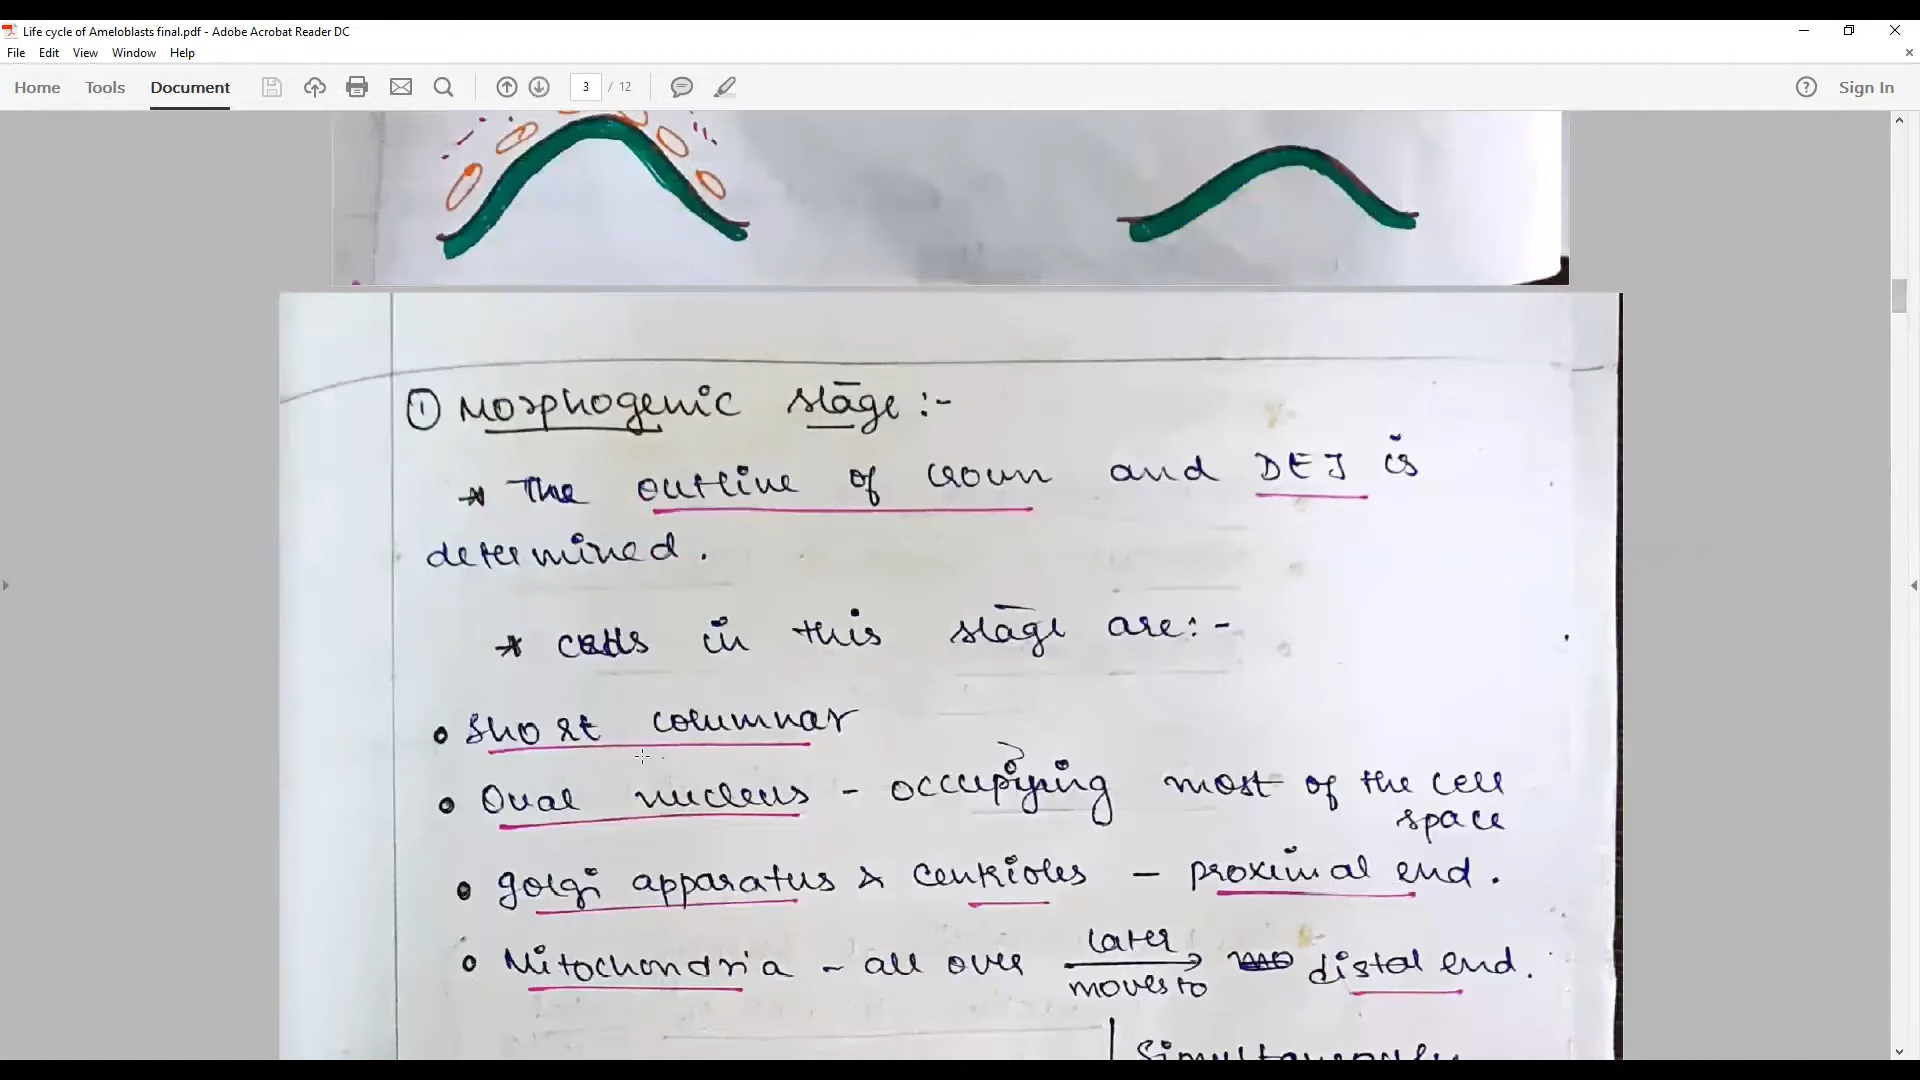 Life cycle of Ameloblasts final.pdf - Adobe Acrobat Reader DC
File Edit View Window Help
Home Tools Document 3 / 12 Sign In
① Morphogenic stage :-
* The outline of crown and DEJ is
determined.
* cells in this stage are:-
• Short columnar
• Oval nucleus - occupying most of the cell
space
• golgi apparatus & centrioles - proximal end.
• Mitochondria - all over later moves to distal end.
simultaneously